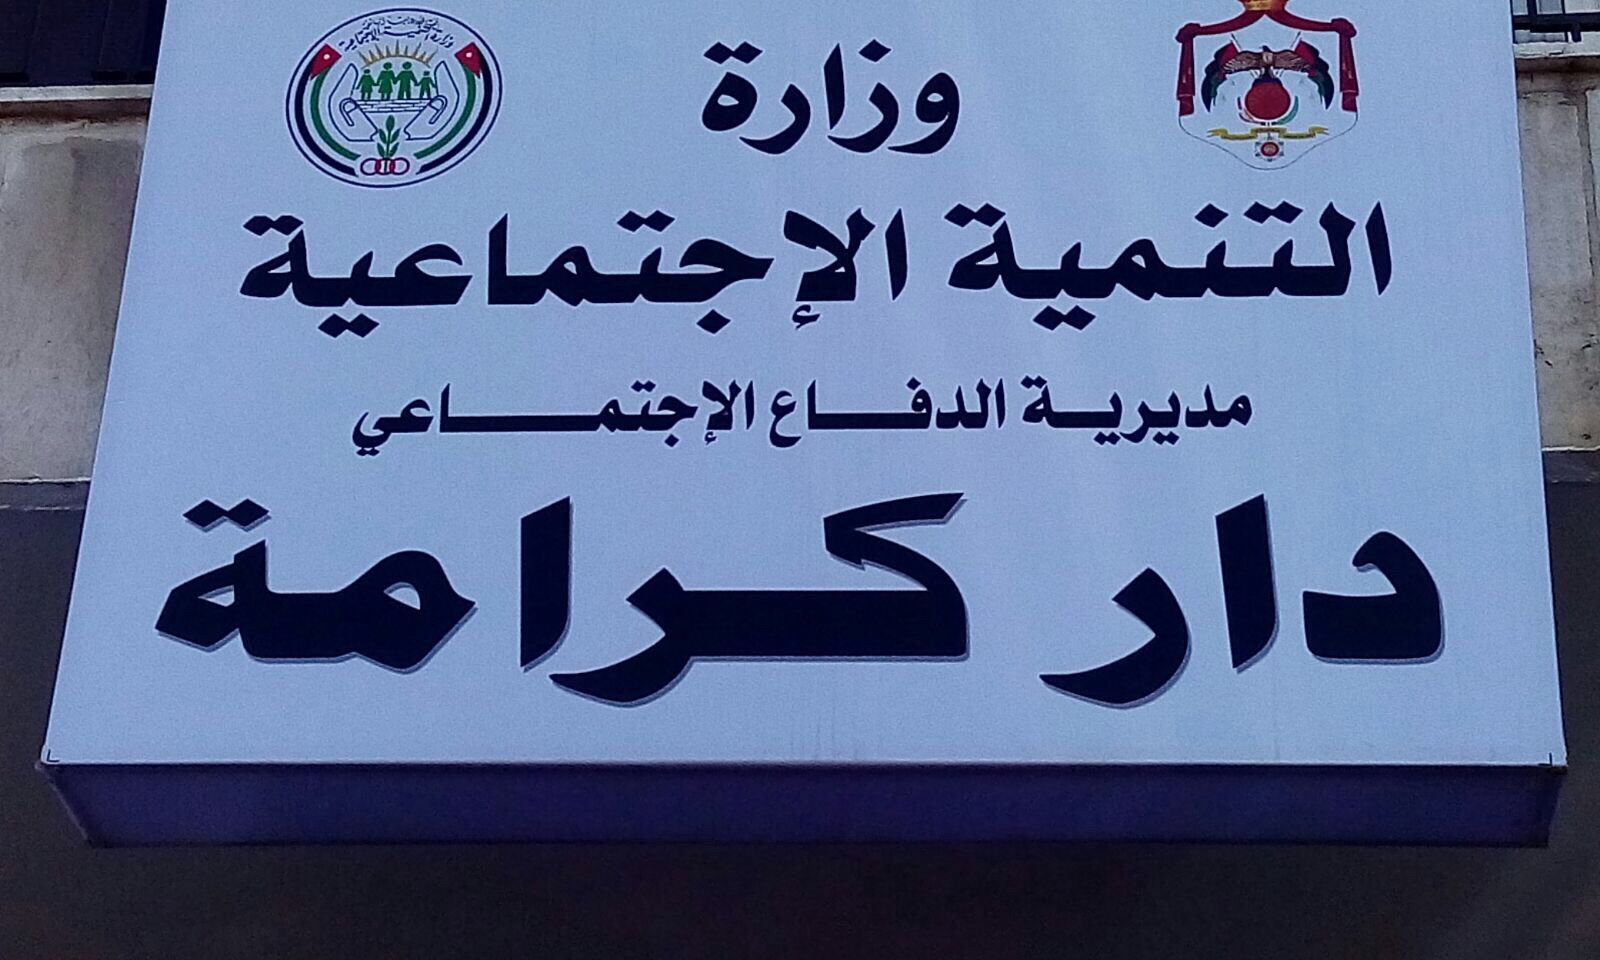 وزارة
التنمية الإجتماعية
مديرية الدفاع الإجتماعي
دار كرامة